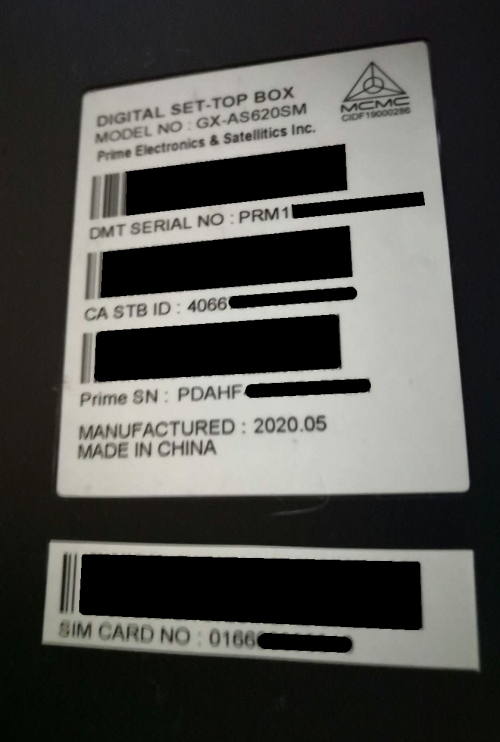 DIGITAL SET-TOP BOX
MODEL NO : GX-AS620SM
Prime Electronics & Satellitics Inc.
MCMC
CIDF19000286
DMT SERIAL NO : PRM1
CA STB ID : 4066
Prime SN : PDAHF
MANUFACTURED : 2020.05
MADE IN CHINA
SIM CARD NO : 0166